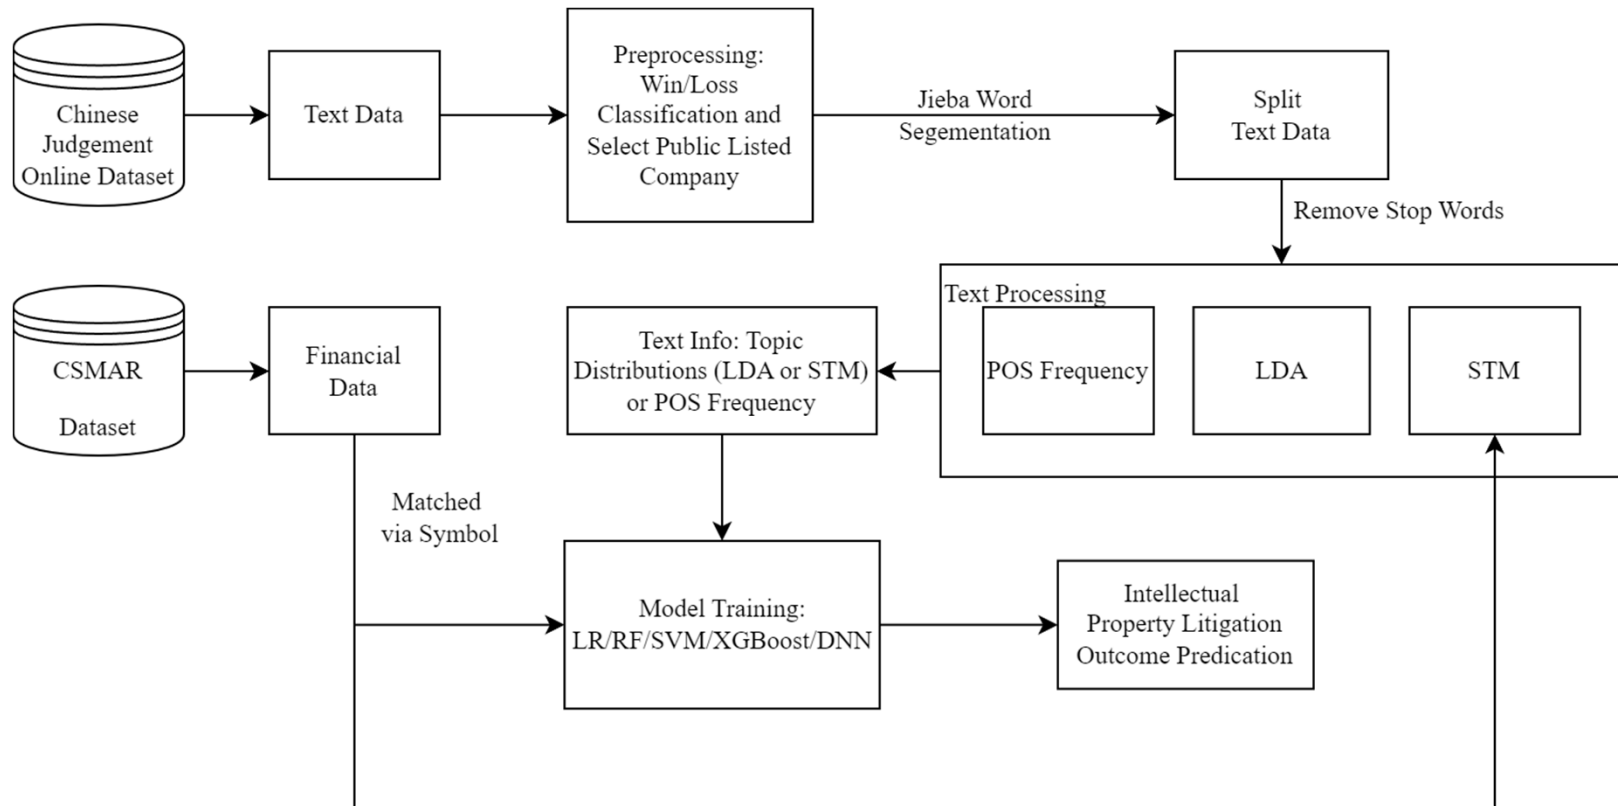 Chinese
Judgement
Online Dataset
Text Data
Preprocessing:
Win/Loss
Classification and
Select Public Listed
Company
Jieba Word
Segementation
Split
Text Data
Remove Stop Words
CSMAR
Dataset
Financial
Data
Text Info: Topic
Distributions (LDA or STM)
or POS Frequency
Text Processing
POS Frequency
LDA
STM
Matched
via Symbol
Model Training:
LR/RF/SVM/XGBoost/DNN
Intellectual
Property Litigation
Outcome Predication